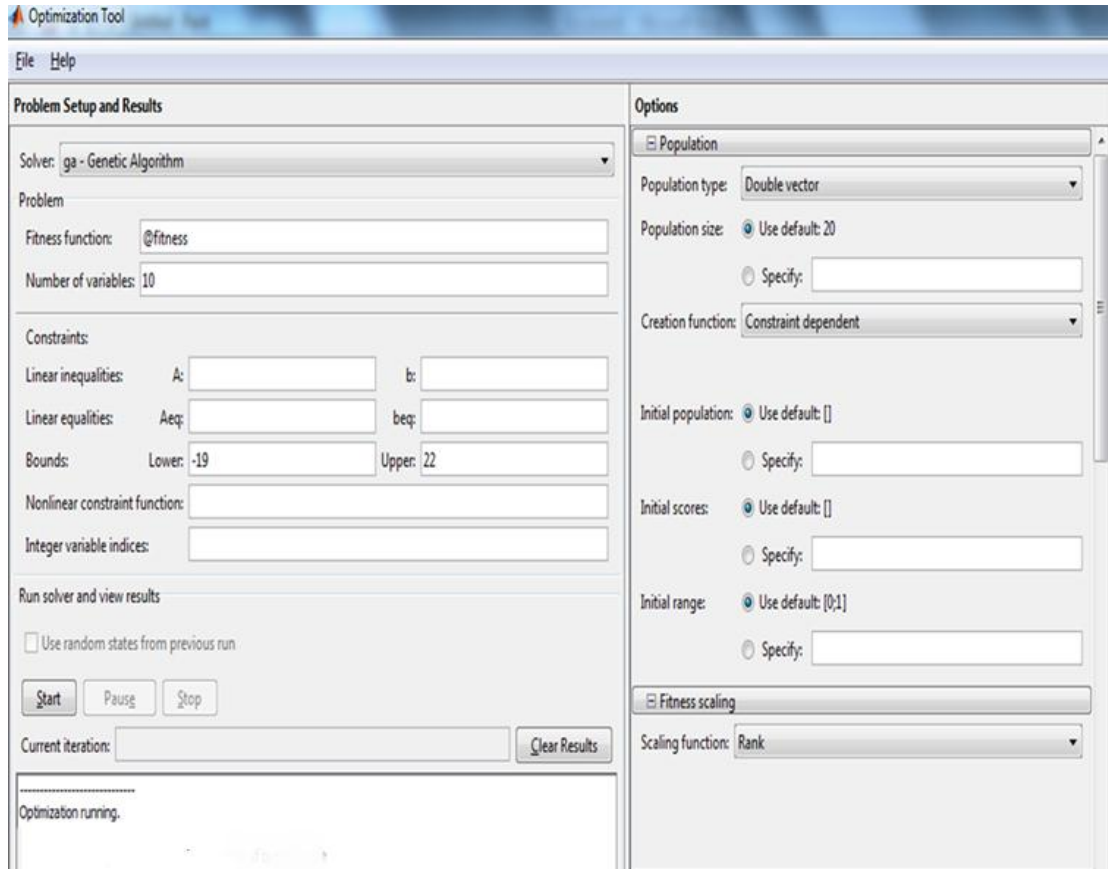 Optimization Tool
File Help
Problem Setup and Results
Solver: ga - Genetic Algorithm
Problem
Fitness function: @fitness
Number of variables: 10
Constraints:
Linear inequalities: A: b:
Linear equalities: Aeq: beq:
Bounds: Lower: -19 Upper: 22
Nonlinear constraint function:
Integer variable indices:
Run solver and view results
Use random states from previous run
Start Pause Stop
Current iteration: Clear Results
------------------------------
Optimization running.
Options
Population
Population type: Double vector
Population size: Use default: 20
Specify:
Creation function: Constraint dependent
Initial population: Use default: []
Specify:
Initial scores: Use default: []
Specify:
Initial range: Use default: [0;1]
Specify:
Fitness scaling
Scaling function: Rank